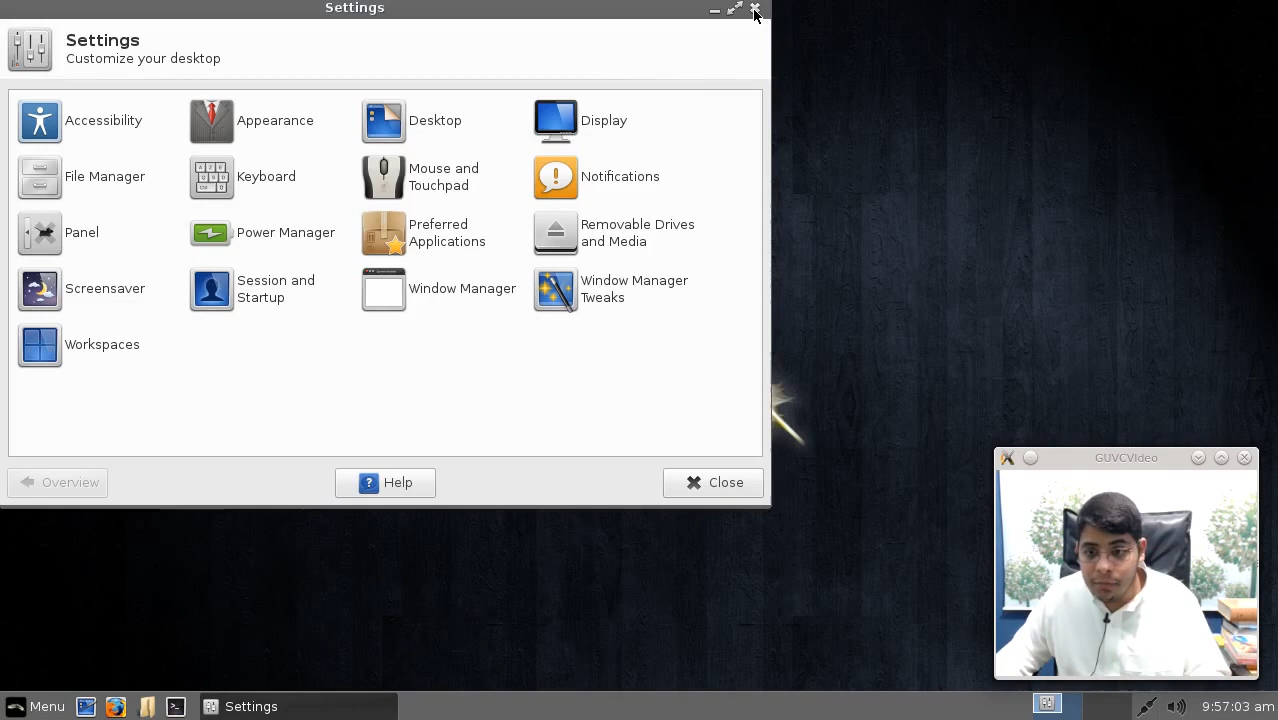 Settings
Settings
Customize your desktop
Accessibility
Appearance
Desktop
Display
File Manager
Keyboard
Mouse and
Touchpad
Notifications
Panel
Power Manager
Preferred
Applications
Removable Drives
and Media
Screensaver
Session and
Startup
Window Manager
Window Manager
Tweaks
Workspaces
Overview
Help
Close
GUVCVIdeo
Menu
Settings
9:57:03 am